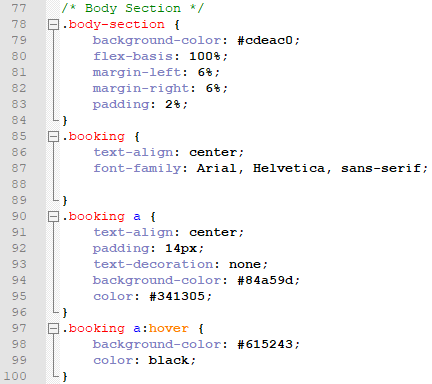 77 /* Body Section */
78 .body-section {
79 background-color: #cdeac0;
80 flex-basis: 100%;
81 margin-left: 6%;
82 margin-right: 6%;
83 padding: 2%;
84 }
85 .booking {
86 text-align: center;
87 font-family: Arial, Helvetica, sans-serif;
88
89 }
90 .booking a {
91 text-align: center;
92 padding: 14px;
93 text-decoration: none;
94 background-color: #84a59d;
95 color: #341305;
96 }
97 .booking a:hover {
98 background-color: #615243;
99 color: black;
100 }